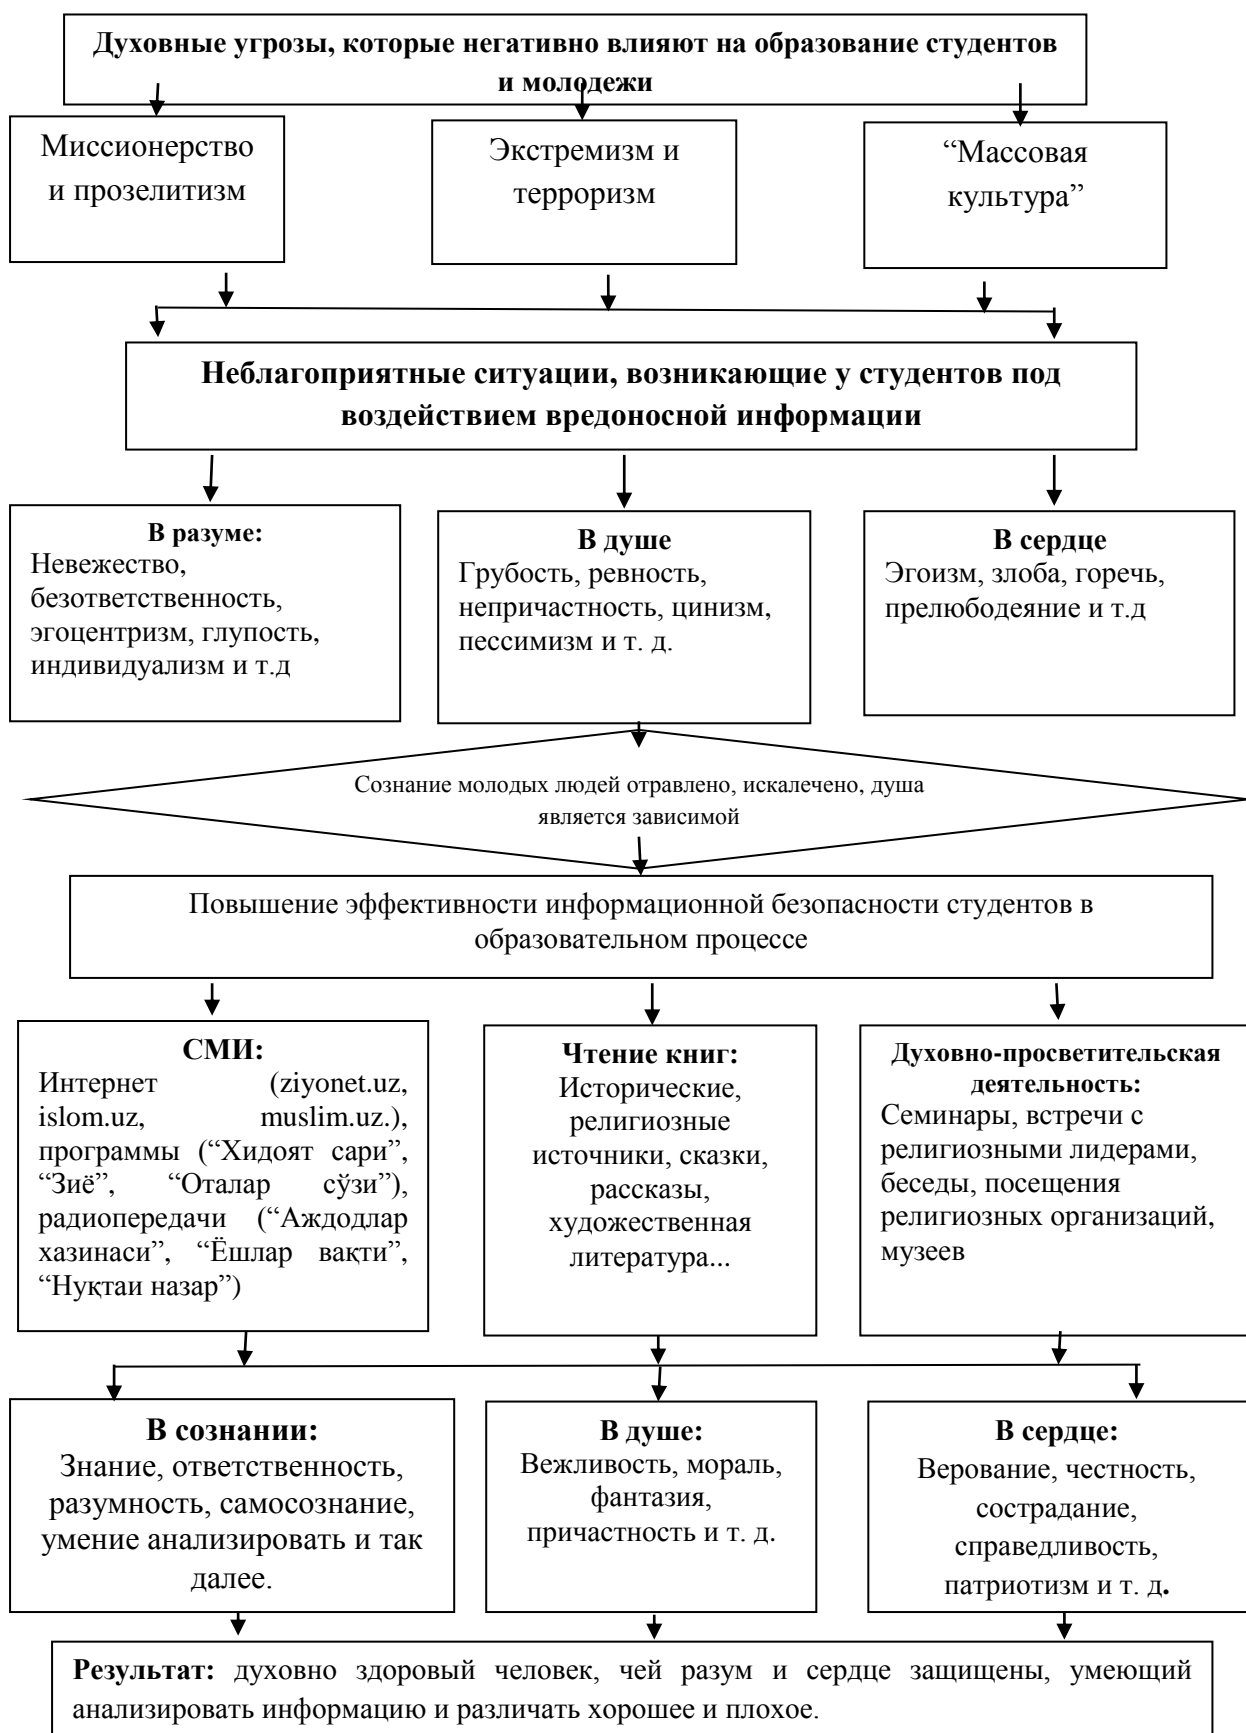 Духовные угрозы, которые негативно влияют на образование студентов
и молодежи
Миссионерство
и прозелитизм
Экстремизм и
терроризм
“Массовая
культура”
Неблагоприятные ситуации, возникающие у студентов под
воздействием вредоносной информации
В разуме:
Невежество,
безответственность,
эгоцентризм, глупость,
индивидуализм и т.д
В душе
Грубость, ревность,
непричастность, цинизм,
пессимизм и т. д.
В сердце
Эгоизм, злоба, горечь,
прелюбодеяние и т.д
Сознание молодых людей отравлено, искалечено, душа
является зависимой
Повышение эффективности информационной безопасности студентов в
образовательном процессе
СМИ:
Интернет (ziyonet.uz,
islom.uz, muslim.uz.),
программы (“Хидоят сари”,
“Зиё”, “Оталар сўзи”),
радиопередачи (“Аждодлар
хазинаси”, “Ёшлар вақти”,
“Нуқтаи назар”)
Чтение книг:
Исторические,
религиозные
источники, сказки,
рассказы,
художественная
литература...
Духовно-просветительская
деятельность:
Семинары, встречи с
религиозными лидерами,
беседы, посещения
религиозных организаций,
музеев
В сознании:
Знание, ответственность,
разумность, самосознание,
умение анализировать и так
далее.
В душе:
Вежливость, мораль,
фантазия,
причастность и т. д.
В сердце:
Верование, честность,
сострадание,
справедливость,
патриотизм и т. д.
Результат: духовно здоровый человек, чей разум и сердце защищены, умеющий
анализировать информацию и различать хорошее и плохое.